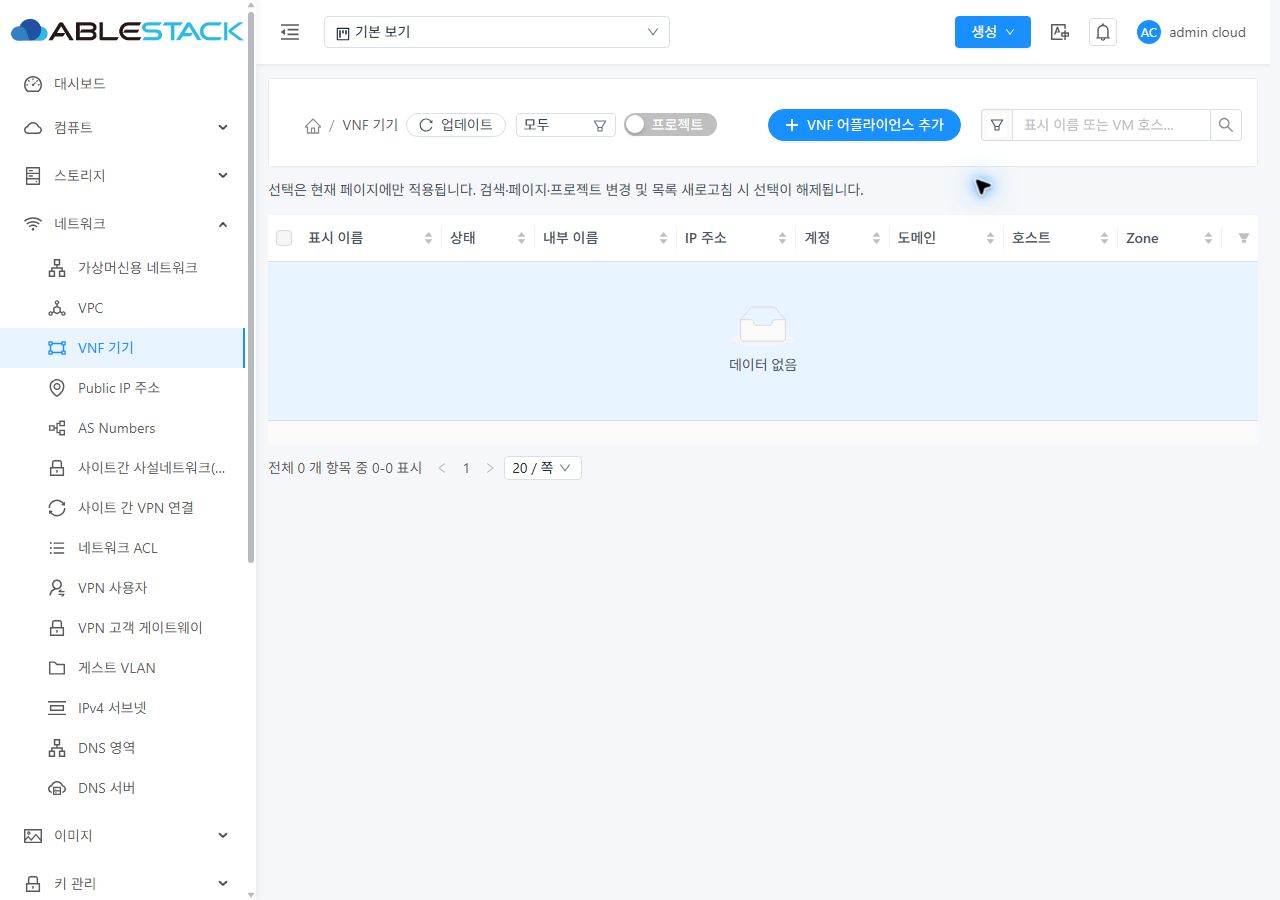 ABLESTACK
기본 보기
생성
AC
admin cloud
대시보드
컴퓨트
스토리지
네트워크
가상머신용 네트워크
VPC
VNF 기기
Public IP 주소
AS Numbers
사이트간 사설네트워크(...
사이트 간 VPN 연결
네트워크 ACL
VPN 사용자
VPN 고객 게이트웨이
게스트 VLAN
IPv4 서브넷
DNS 영역
DNS 서버
이미지
키 관리
/ VNF 기기
업데이트
모두
프로젝트
VNF 어플라이언스 추가
표시 이름 또는 VM 호스...
선택은 현재 페이지에만 적용됩니다. 검색·페이지·프로젝트 변경 및 목록 새로고침 시 선택이 해제됩니다.
표시 이름 상태 내부 이름 IP 주소 계정 도메인 호스트 Zone
데이터 없음
전체 0 개 항목 중 0-0 표시 1 20 / 쪽